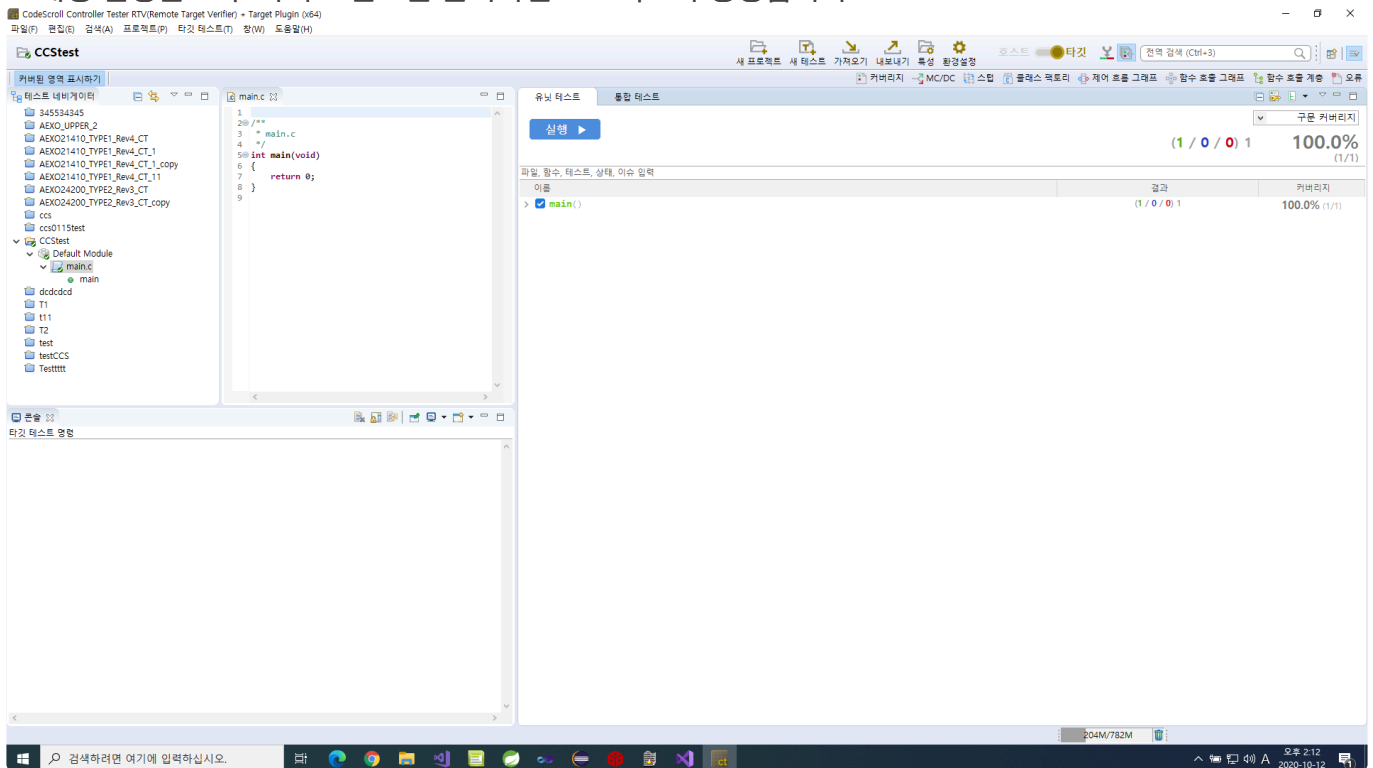 CodeScroll Controller Tester RTV(Remote Target Verifier) + Target Plugin (x64)
파일(F) 편집(E) 검색(A) 프로젝트(P) 타깃 테스트(T) 창(W) 도움말(H)
CCStest
새 프로젝트 새 테스트 가져오기 내보내기 특성 환경설정
호스트 타깃
전역 검색 (Ctrl+3)
커버된 영역 표시하기
커버리지 MC/DC 스텁 클래스 팩토리 제어 흐름 그래프 함수 호출 그래프 함수 호출 계층 오류
테스트 네비게이터
345534345
AEXO_UPPER_2
AEXO21410_TYPE1_Rev4_CT
AEXO21410_TYPE1_Rev4_CT_1
AEXO21410_TYPE1_Rev4_CT_1_copy
AEXO21410_TYPE1_Rev4_CT_11
AEXO24200_TYPE2_Rev3_CT
AEXO24200_TYPE2_Rev3_CT_copy
ccs
ccs0115test
CCStest
Default Module
main.c
main
dcdcdcd
T1
t11
T2
test
testCCS
Testtttt
main.c
1
2 /**
3 * main.c
4 */
5 int main(void)
6 {
7 return 0;
8 }
9
유닛 테스트 통합 테스트
실행
구문 커버리지
(1 / 0 / 0) 1 100.0%
(1/1)
파일, 함수, 테스트, 상태, 이슈 입력
이름 결과 커버리지
main() (1 / 0 / 0) 1 100.0% (1/1)
콘솔
타깃 테스트 명령
204M/782M
검색하려면 여기에 입력하십시오.
ct
A
오후 2:12
2020-10-12
1